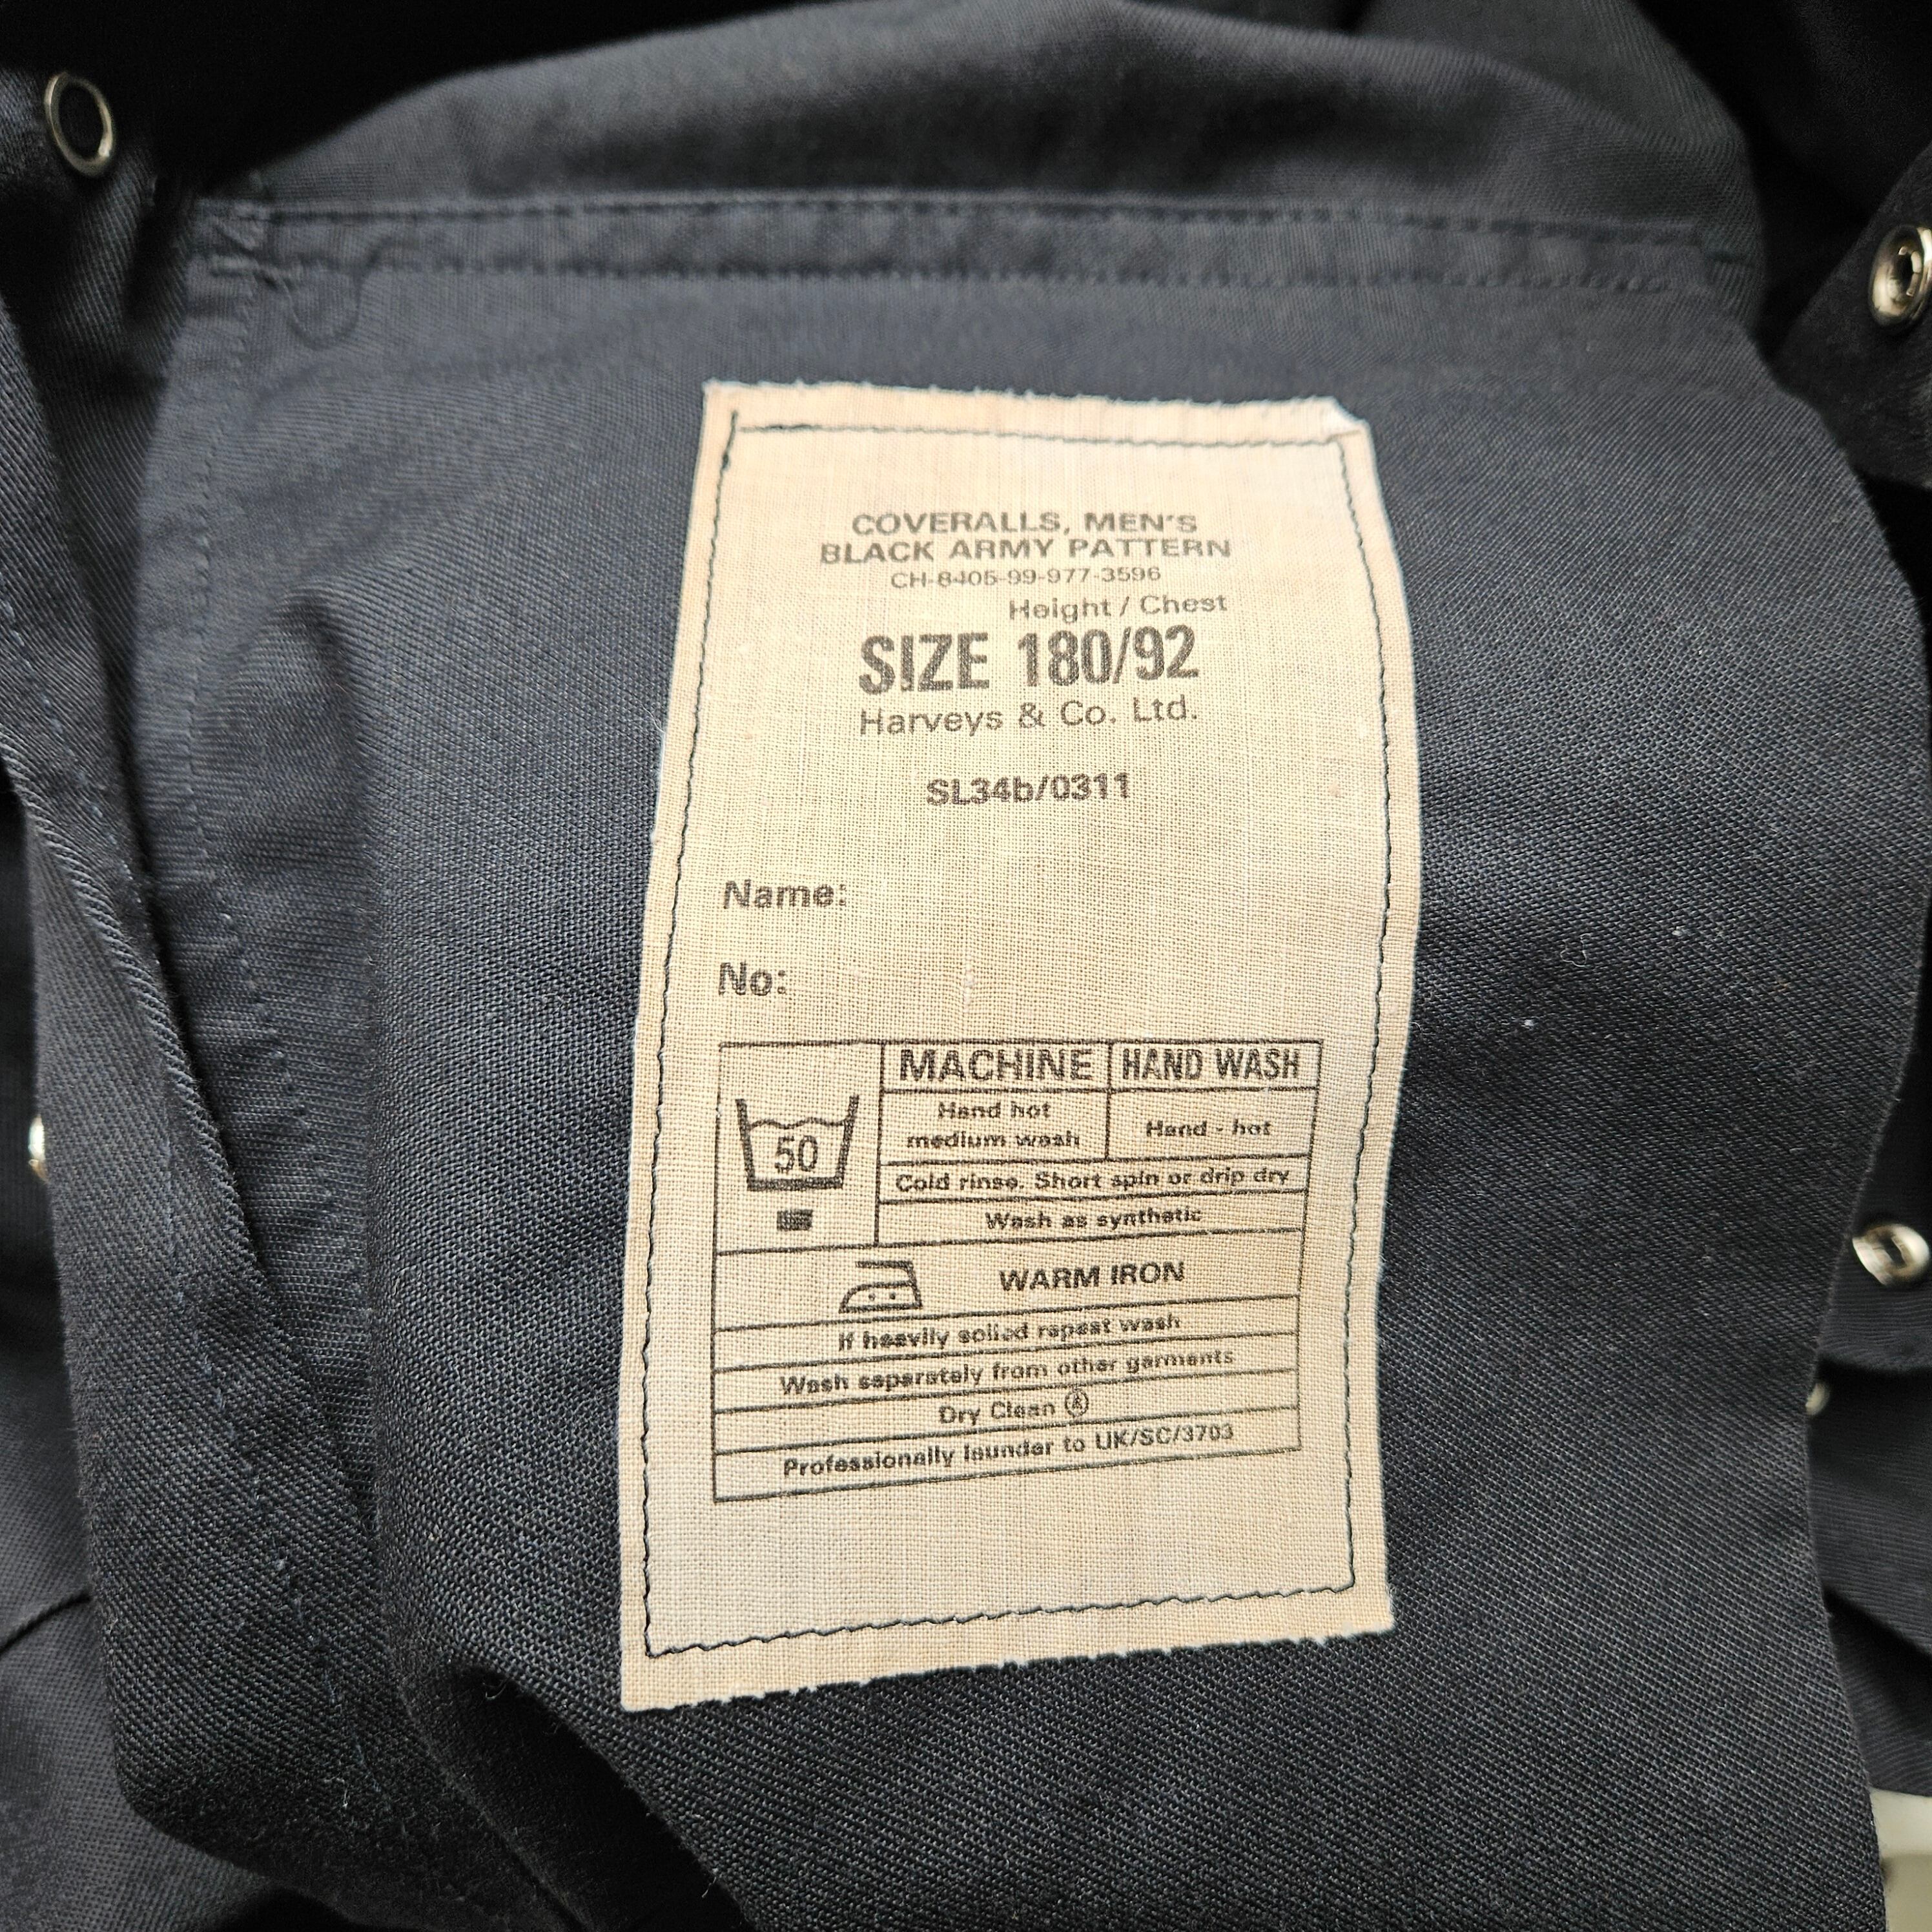 COVERALLS, MEN'S
BLACK ARMY PATTERN
CH-8405-99-977-3596
Height / Chest
SIZE 180/92
Harveys & Co. Ltd.
SL34b/0311
Name:
No:
50
MACHINE
HAND WASH
Hand hot
medium wash
Hand - hot
Cold rinse. Short spin or drip dry
Wash as synthetic
WARM IRON
If heavily soiled repeat wash
Wash separately from other garments
Dry Clean Ⓐ
Professionally launder to UK/SC/3703